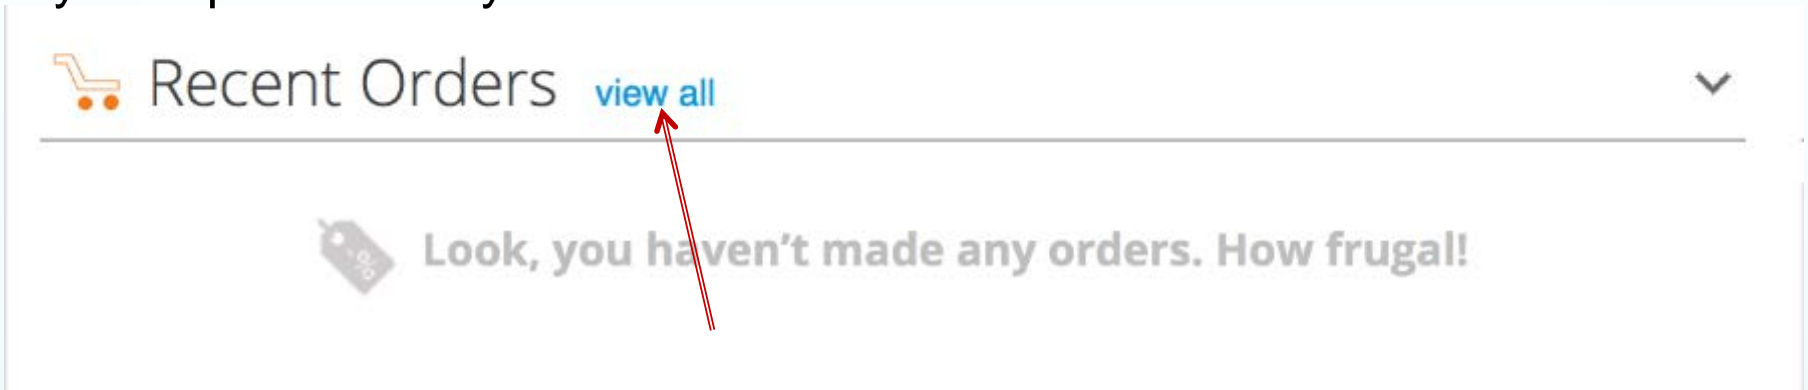 Recent Orders view all
Look, you haven't made any orders. How frugal!